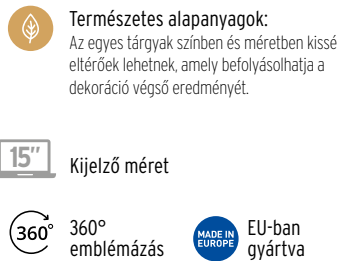 Természetes alapanyagok:
Az egyes tárgyak színben és méretben kissé
eltérőek lehetnek, amely befolyásolhatja a
dekoráció végső eredményét.
15"
Kijelző méret
360°
360°
emblémázás
MADE IN
EUROPE
EU-ban
gyártva